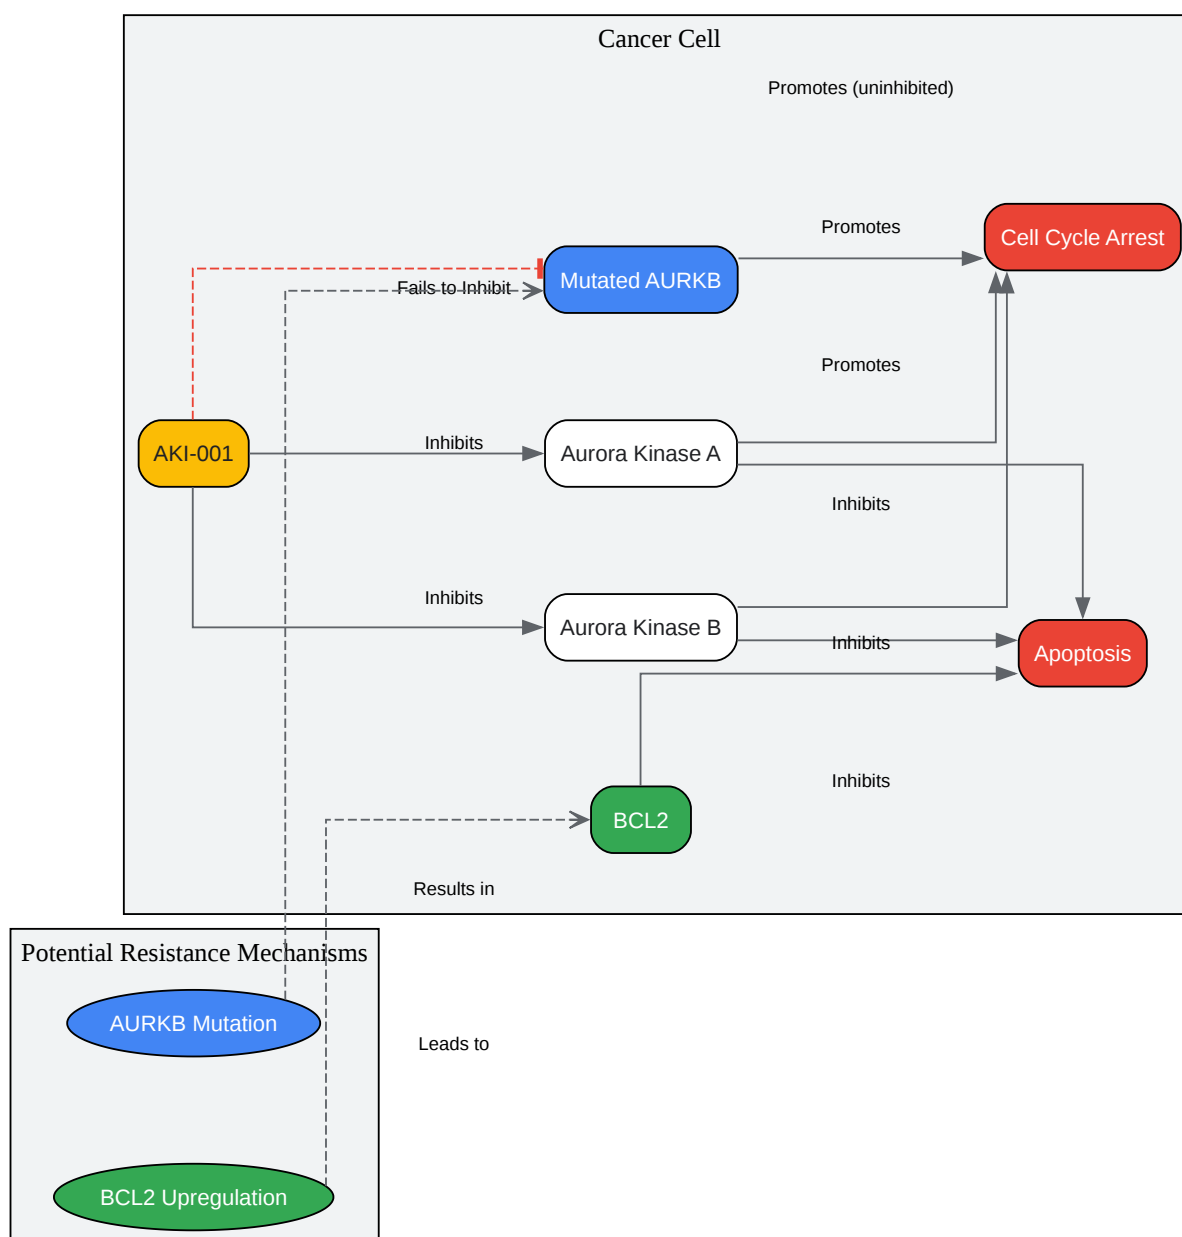 Cancer Cell
Promotes (uninhibited)
Promotes
Cell Cycle Arrest
Mutated AURKB
Fails to Inhibit
Promotes
AKI-001
Inhibits
Aurora Kinase A
Inhibits
Inhibits
Aurora Kinase B
Inhibits
Apoptosis
Inhibits
BCL2
Results in
Potential Resistance Mechanisms
AURKB Mutation
Leads to
BCL2 Upregulation